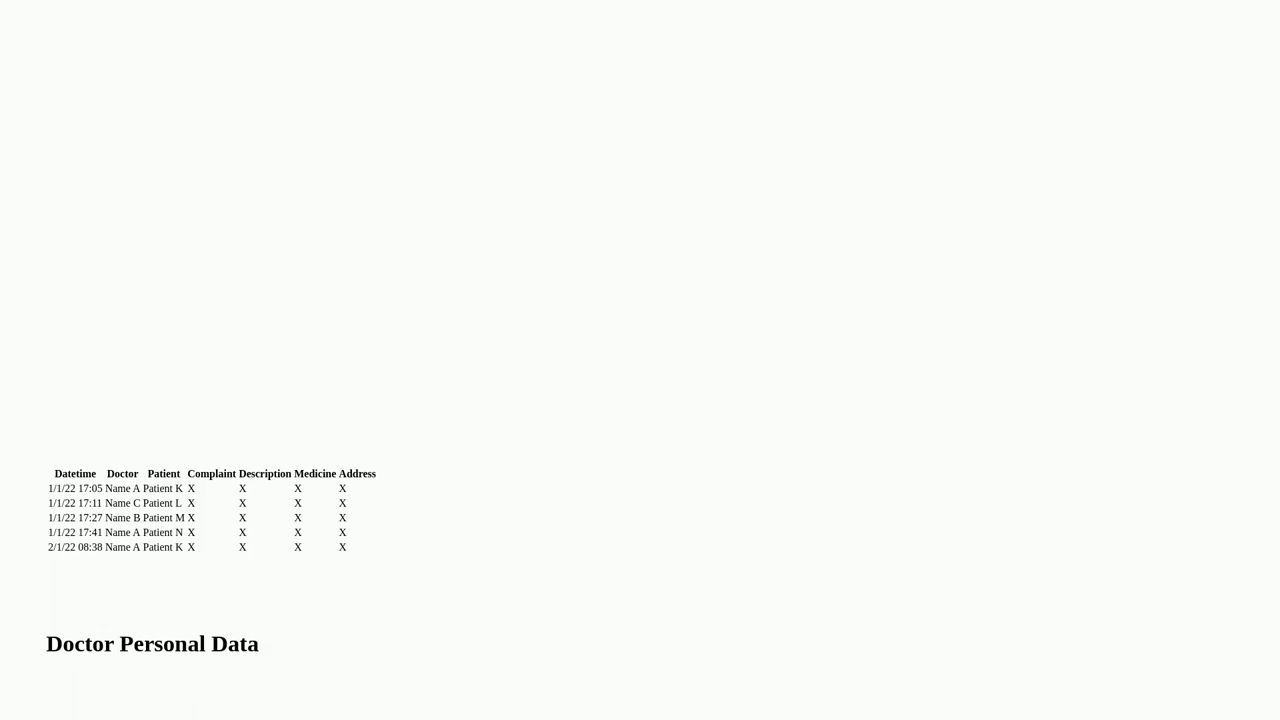 Datetime Doctor Patient Complaint Description Medicine Address
1/1/22 17:05 Name A Patient K X X X X
1/1/22 17:11 Name C Patient L X X X X
1/1/22 17:27 Name B Patient M X X X X
1/1/22 17:41 Name A Patient N X X X X
2/1/22 08:38 Name A Patient K X X X X
Doctor Personal Data